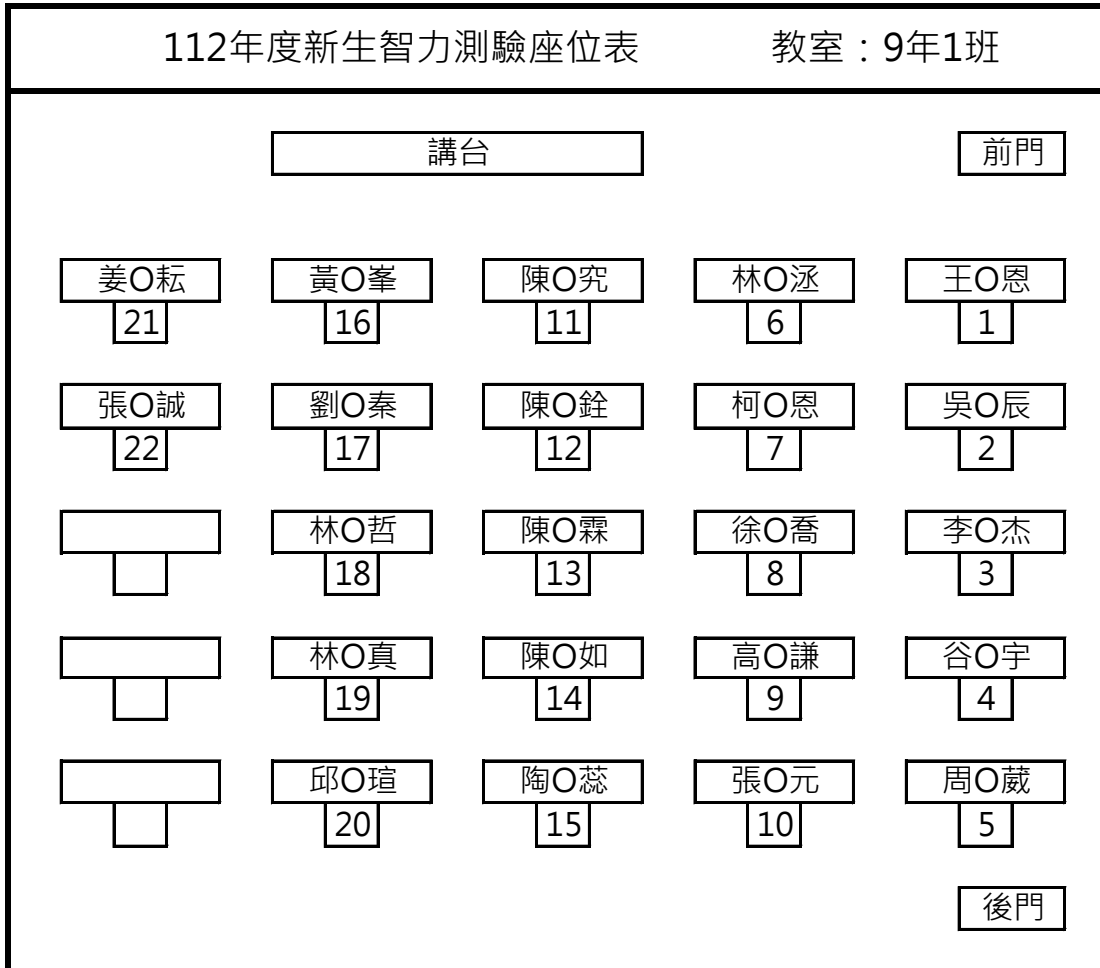 112年度新生智力測驗座位表 教室：9年1班
講台 前門
姜O耘 黃O峯 陳O究 林O洆 王O恩
21 16 11 6 1
張O誠 劉O秦 陳O銓 柯O恩 吳O辰
22 17 12 7 2
林O哲 陳O霖 徐O喬 李O杰
18 13 8 3
林O真 陳O如 高O謙 谷O宇
19 14 9 4
邱O瑄 陶O蕊 張O元 周O葳
20 15 10 5
後門